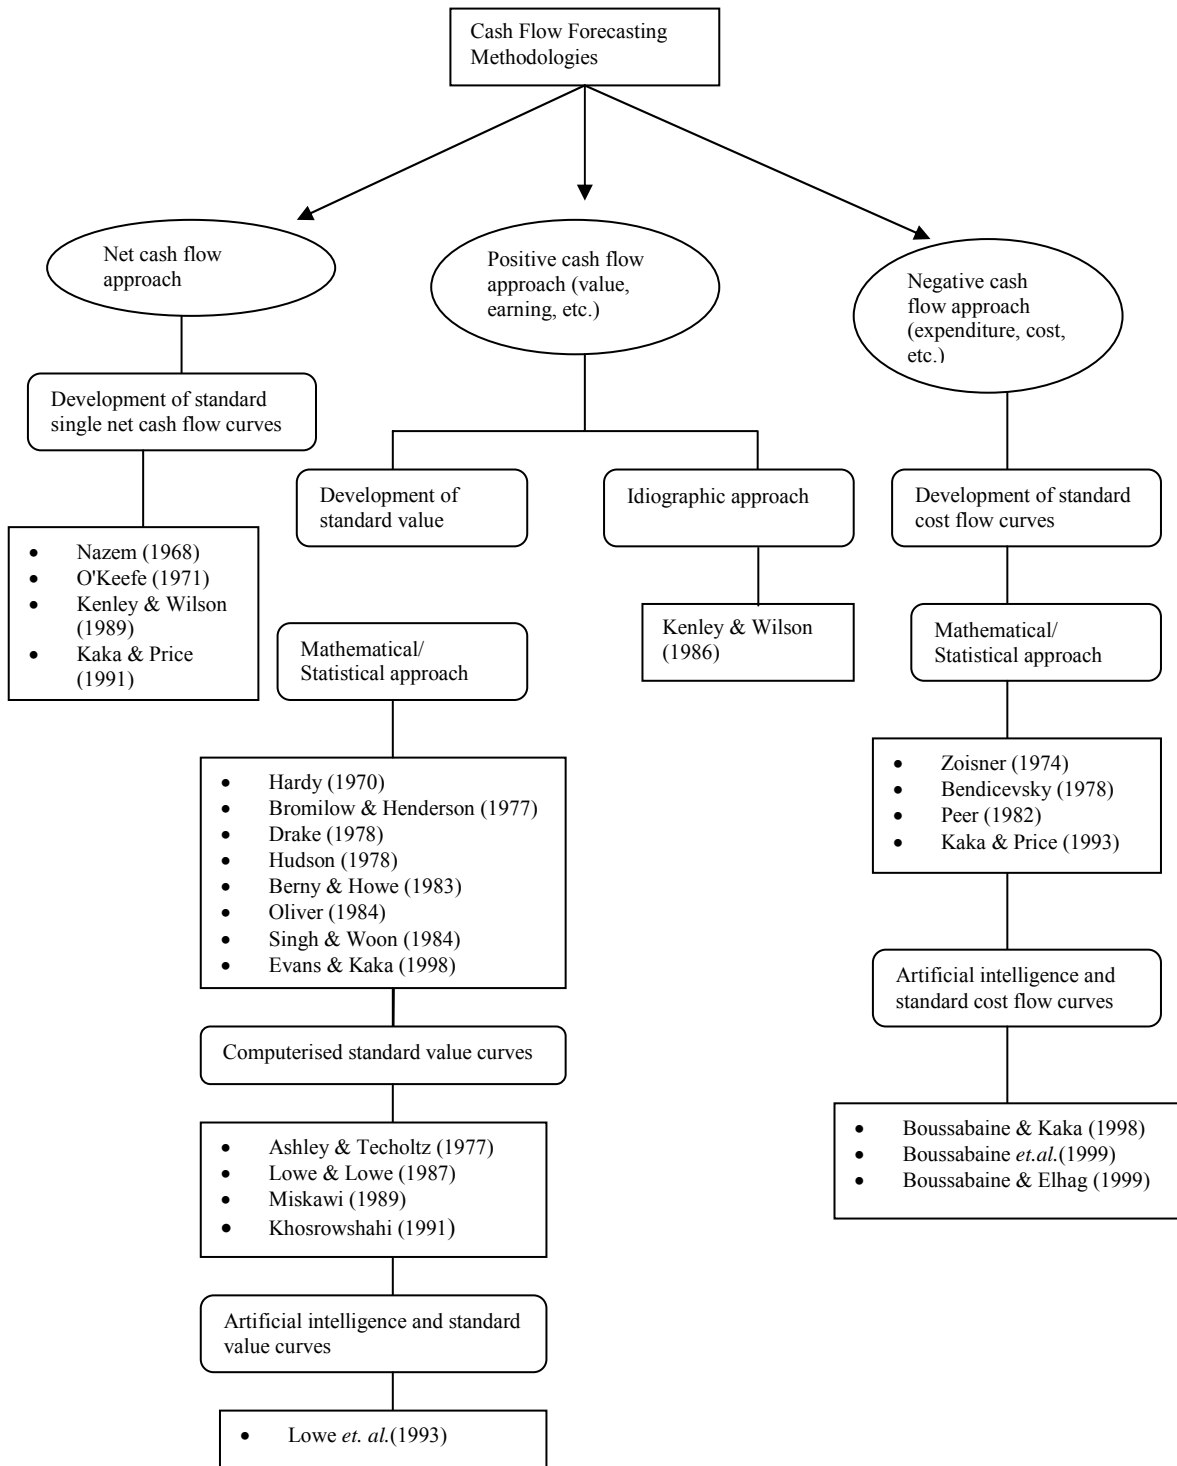 Cash Flow Forecasting
Methodologies
Net cash flow
approach
Positive cash flow
approach (value,
earning, etc.)
Negative cash
flow approach
(expenditure, cost,
etc.)
Development of standard
single net cash flow curves
Development of
standard value
Idiographic approach
Development of standard
cost flow curves
• Nazem (1968)
• O'Keefe (1971)
• Kenley & Wilson
(1989)
• Kaka & Price
(1991)
Kenley & Wilson
(1986)
Mathematical/
Statistical approach
Mathematical/
Statistical approach
• Hardy (1970)
• Bromilow & Henderson (1977)
• Drake (1978)
• Hudson (1978)
• Berny & Howe (1983)
• Oliver (1984)
• Singh & Woon (1984)
• Evans & Kaka (1998)
• Zoisner (1974)
• Bendicevsky (1978)
• Peer (1982)
• Kaka & Price (1993)
Computerised standard value curves
Artificial intelligence and
standard cost flow curves
• Ashley & Techoltz (1977)
• Lowe & Lowe (1987)
• Miskawi (1989)
• Khosrowshahi (1991)
• Boussabaine & Kaka (1998)
• Boussabaine et.al.(1999)
• Boussabaine & Elhag (1999)
Artificial intelligence and standard
value curves
• Lowe et. al.(1993)